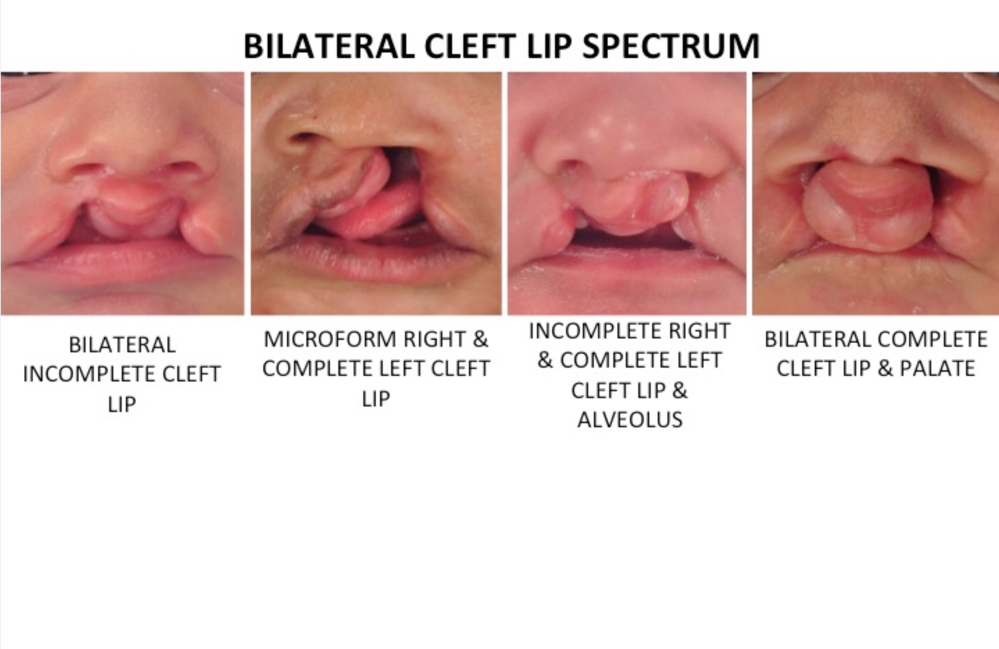 BILATERAL CLEFT LIP SPECTRUM
BILATERAL
INCOMPLETE CLEFT
LIP
MICROFORM RIGHT &
COMPLETE LEFT CLEFT
LIP
INCOMPLETE RIGHT
& COMPLETE LEFT
CLEFT LIP &
ALVEOLUS
BILATERAL COMPLETE
CLEFT LIP & PALATE